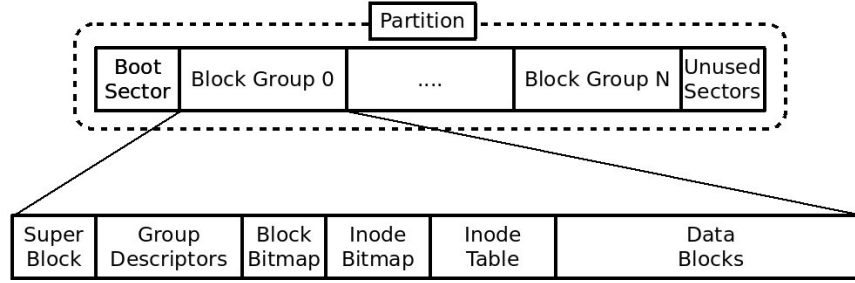 Partition
Boot
Sector
Block Group 0
....
Block Group N
Unused
Sectors
Super
Block
Group
Descriptors
Block
Bitmap
Inode
Bitmap
Inode
Table
Data
Blocks